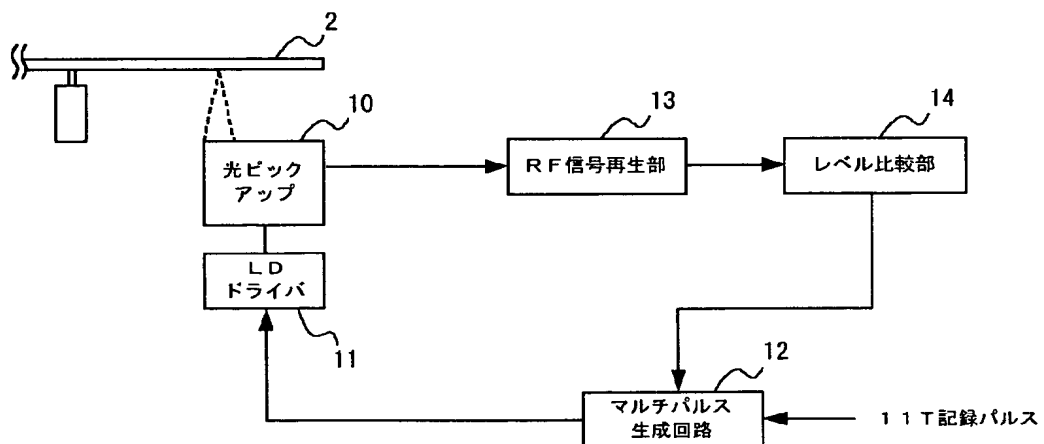 2
10
光ピック
アップ
13
RF信号再生部
14
レベル比較部
LD
ドライバ
11
12
マルチパルス
生成回路
11T記録パルス